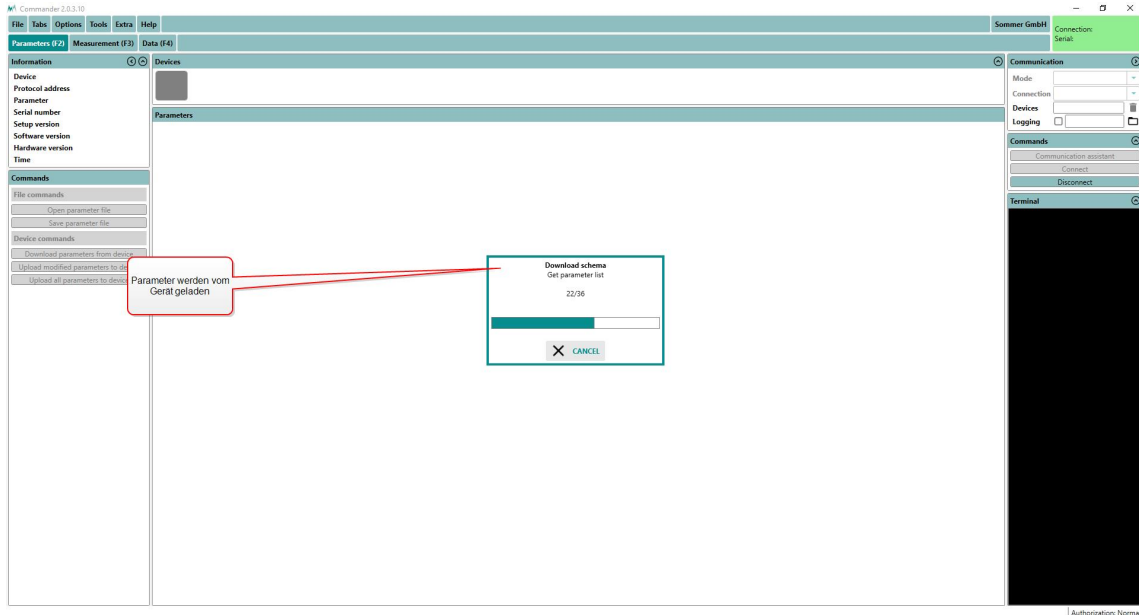 Commander 2.0.3.10
File Tabs Options Tools Extra Help
Sommer GmbH
Connection:
Serial:
Parameters (F2) Measurement (F3) Data (F4)
Information
Device
Protocol address
Parameter
Serial number
Setup version
Software version
Hardware version
Time
Commands
File commands
Open parameter file
Save parameter file
Device commands
Download parameters from device
Upload modified parameters to de
Upload all parameters to device
Parameter werden vom
Gerät geladen
Devices
Parameters
Download schema
Get parameter list
22/36
CANCEL
Communication
Mode
Connection
Devices
Logging
Commands
Communication assistant
Connect
Disconnect
Terminal
Authorization: Norma